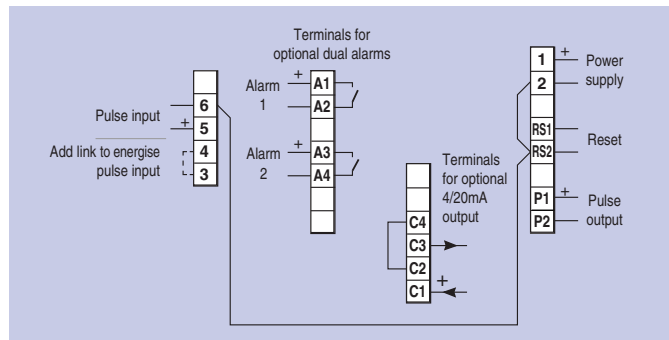 Terminals for
optional dual alarms
Alarm
1
+
A1
A2
Alarm
2
+
A3
A4
Pulse input
+
6
5
4
3
Add link to energise
pulse input
Terminals
for optional
4/20mA
output
C4
C3
C2
C1
+
1
2
+
Power
supply
RS1
RS2
Reset
P1
P2
+
Pulse
output